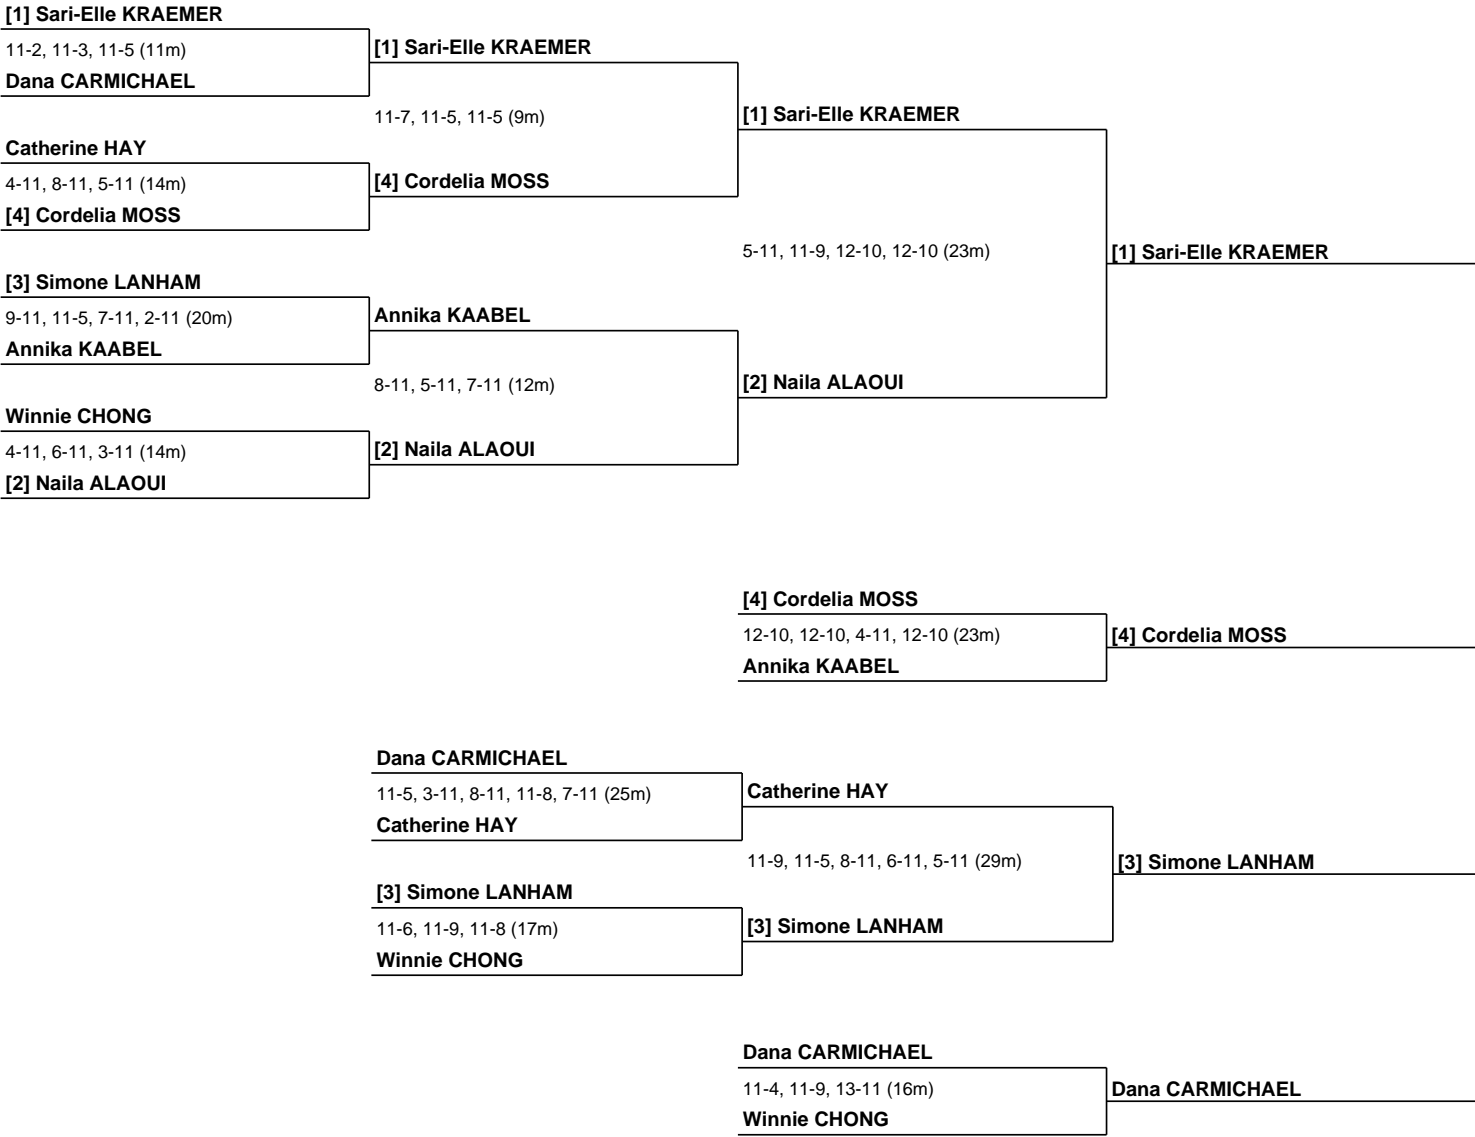 [1] Sari-Elle KRAEMER
11-2, 11-3, 11-5 (11m)
[1] Sari-Elle KRAEMER
Dana CARMICHAEL
11-7, 11-5, 11-5 (9m)
[1] Sari-Elle KRAEMER
Catherine HAY
4-11, 8-11, 5-11 (14m)
[4] Cordelia MOSS
[4] Cordelia MOSS
5-11, 11-9, 12-10, 12-10 (23m)
[1] Sari-Elle KRAEMER
[3] Simone LANHAM
9-11, 11-5, 7-11, 2-11 (20m)
Annika KAABEL
Annika KAABEL
8-11, 5-11, 7-11 (12m)
[2] Naila ALAOUI
Winnie CHONG
4-11, 6-11, 3-11 (14m)
[2] Naila ALAOUI
[2] Naila ALAOUI
[4] Cordelia MOSS
12-10, 12-10, 4-11, 12-10 (23m)
[4] Cordelia MOSS
Annika KAABEL
Dana CARMICHAEL
11-5, 3-11, 8-11, 11-8, 7-11 (25m)
Catherine HAY
Catherine HAY
11-9, 11-5, 8-11, 6-11, 5-11 (29m)
[3] Simone LANHAM
[3] Simone LANHAM
11-6, 11-9, 11-8 (17m)
[3] Simone LANHAM
Winnie CHONG
Dana CARMICHAEL
11-4, 11-9, 13-11 (16m)
Dana CARMICHAEL
Winnie CHONG